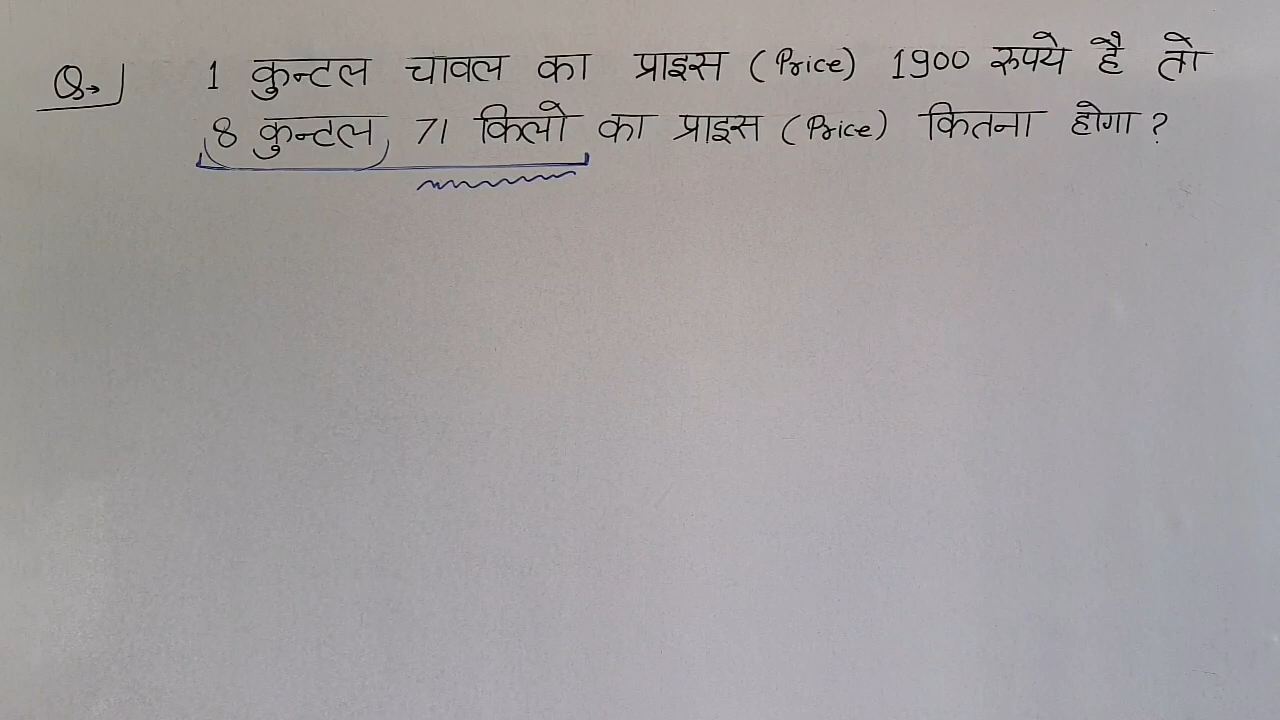 Q→ 1 कुन्टल चावल का प्राइस (Price) 1900 रुपये है तो
8 कुन्टल 71 किलो का प्राइस (Price) कितना होगा ?